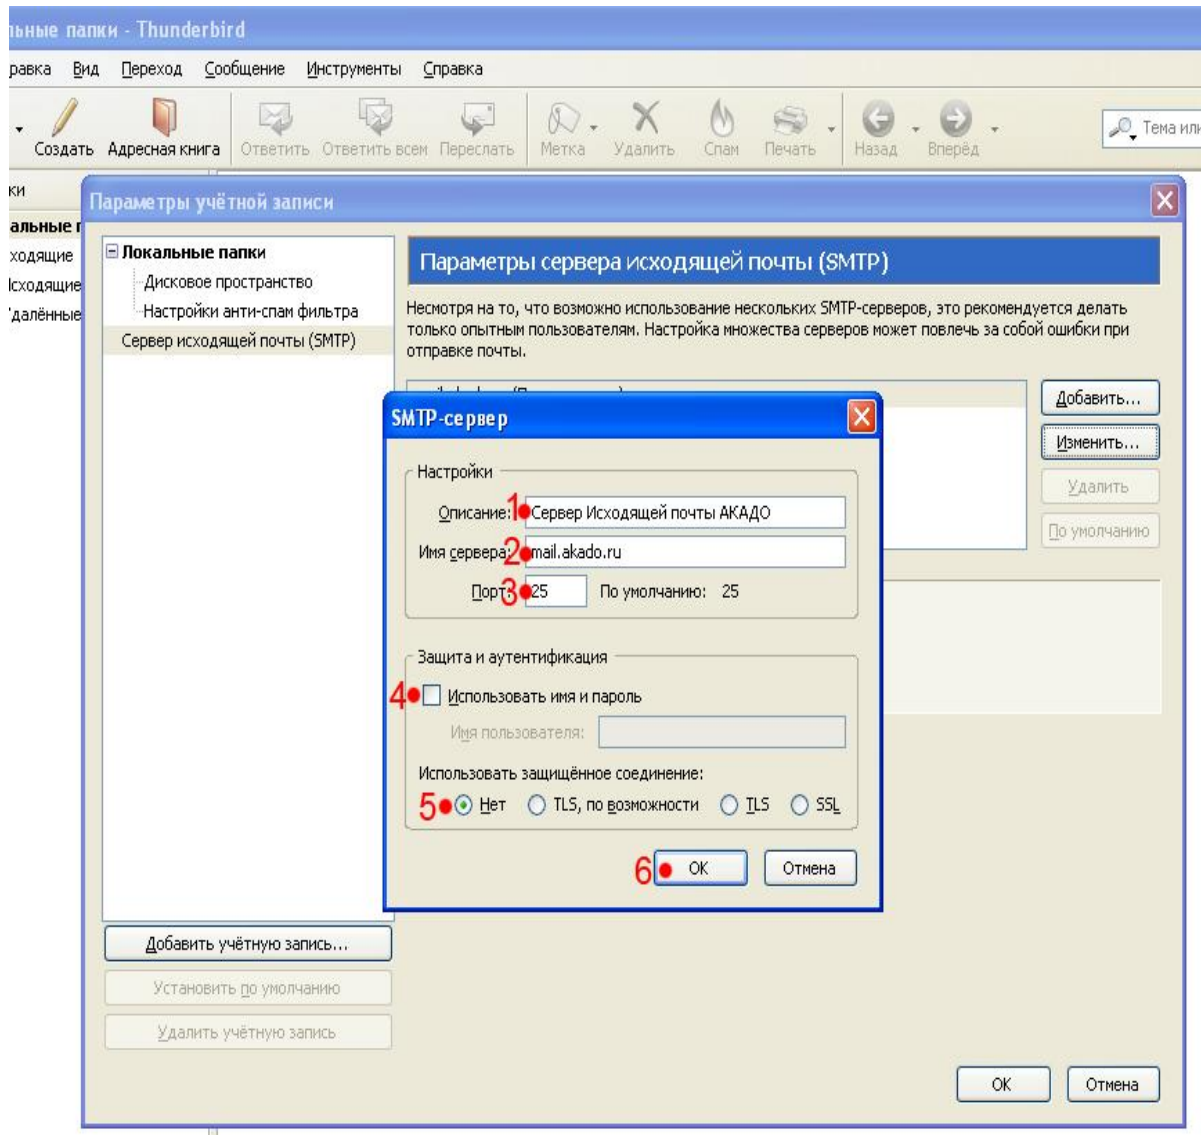 льные папки - Thunderbird
равка Вид Переход Сообщение Инструменты Справка
Создать Адресная книга Ответить Ответить всем Переслать Метка Удалить Спам Печать Назад Вперёд Тема или
ки
Параметры учётной записи
альные п
сходящие
Исходящие
Удалённые
Локальные папки
Дисковое пространство
Настройки анти-спам фильтра
Сервер исходящей почты (SMTP)
Параметры сервера исходящей почты (SMTP)
Несмотря на то, что возможно использование нескольких SMTP-серверов, это рекомендуется делать
только опытным пользователям. Настройка множества серверов может повлечь за собой ошибки при
отправке почты.
Добавить...
Изменить...
Удалить
По умолчанию
SMTP-сервер
Настройки
Описание: 1 Сервер Исходящей почты АКАДО
Имя сервера: 2 mail.akado.ru
Порт: 3 25 По умолчанию: 25
Защита и аутентификация
4 Использовать имя и пароль
Имя пользователя:
Использовать защищённое соединение:
5 Нет TLS, по возможности TLS SSL
6 OK Отмена
Добавить учётную запись...
Установить по умолчанию
Удалить учётную запись
OK Отмена